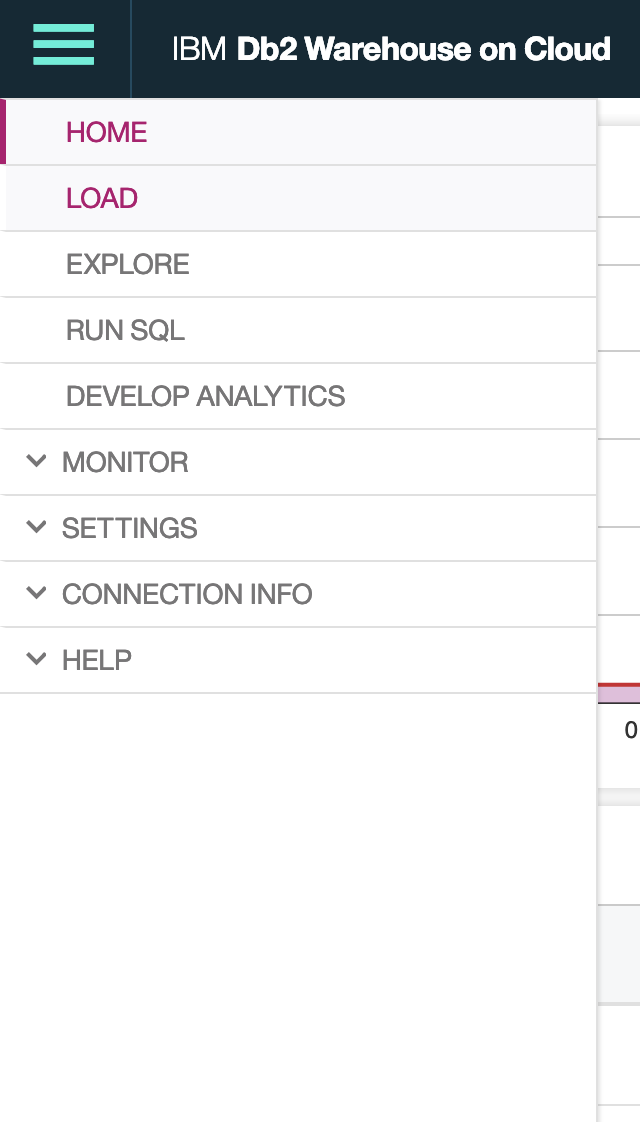 IBM Db2 Warehouse on Cloud
HOME
LOAD
EXPLORE
RUN SQL
DEVELOP ANALYTICS
MONITOR
SETTINGS
CONNECTION INFO
HELP
0